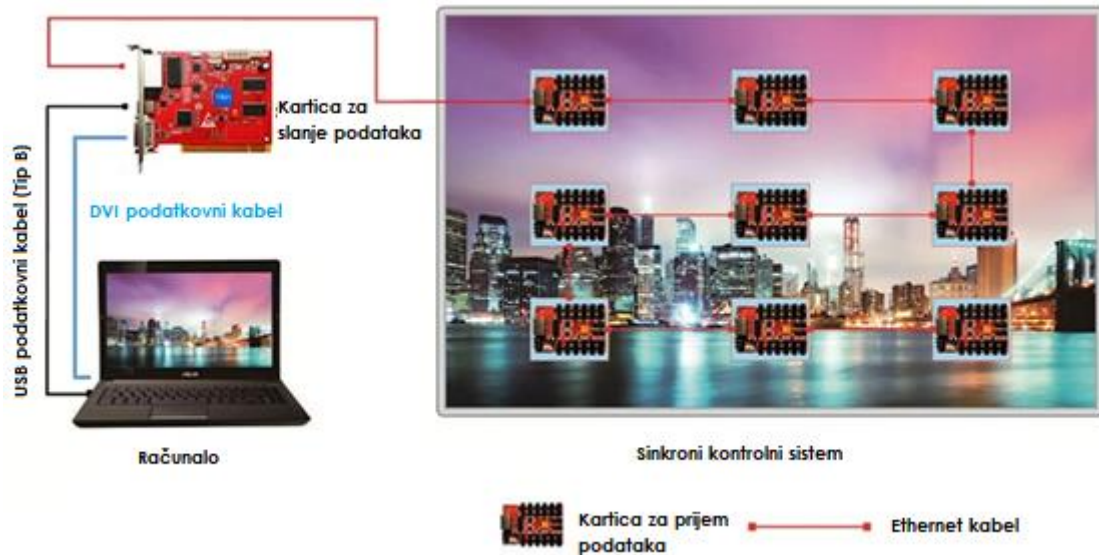 Kartica za
slanje podataka
USB podatkovni kabel (Tip B)
DVI podatkovni kabel
Računalo
Sinkroni kontrolni sistem
Kartica za prijem
podataka
Ethernet kabel